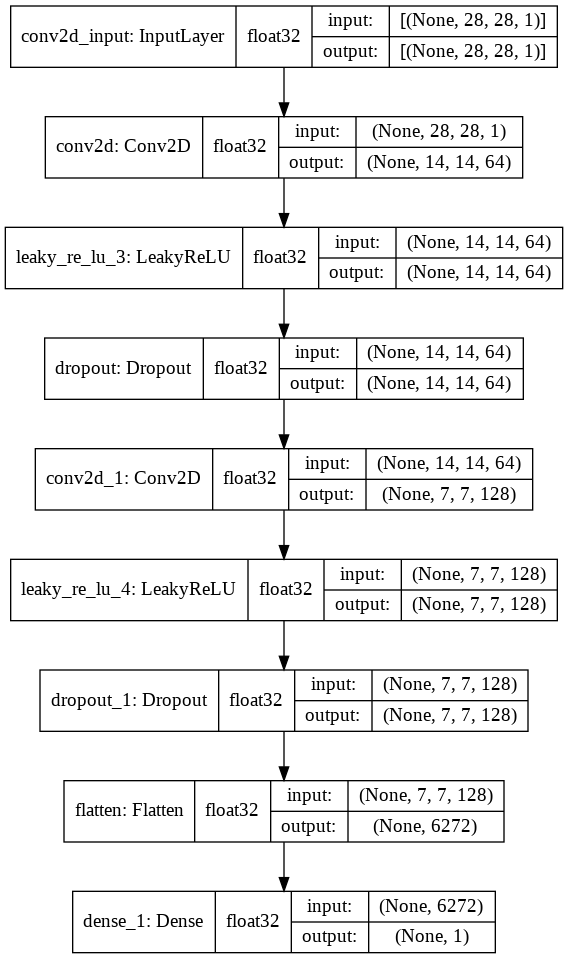 conv2d_input: InputLayer float32 input: [(None, 28, 28, 1)]
output: [(None, 28, 28, 1)]
conv2d: Conv2D float32 input: (None, 28, 28, 1)
output: (None, 14, 14, 64)
leaky_re_lu_3: LeakyReLU float32 input: (None, 14, 14, 64)
output: (None, 14, 14, 64)
dropout: Dropout float32 input: (None, 14, 14, 64)
output: (None, 14, 14, 64)
conv2d_1: Conv2D float32 input: (None, 14, 14, 64)
output: (None, 7, 7, 128)
leaky_re_lu_4: LeakyReLU float32 input: (None, 7, 7, 128)
output: (None, 7, 7, 128)
dropout_1: Dropout float32 input: (None, 7, 7, 128)
output: (None, 7, 7, 128)
flatten: Flatten float32 input: (None, 7, 7, 128)
output: (None, 6272)
dense_1: Dense float32 input: (None, 6272)
output: (None, 1)